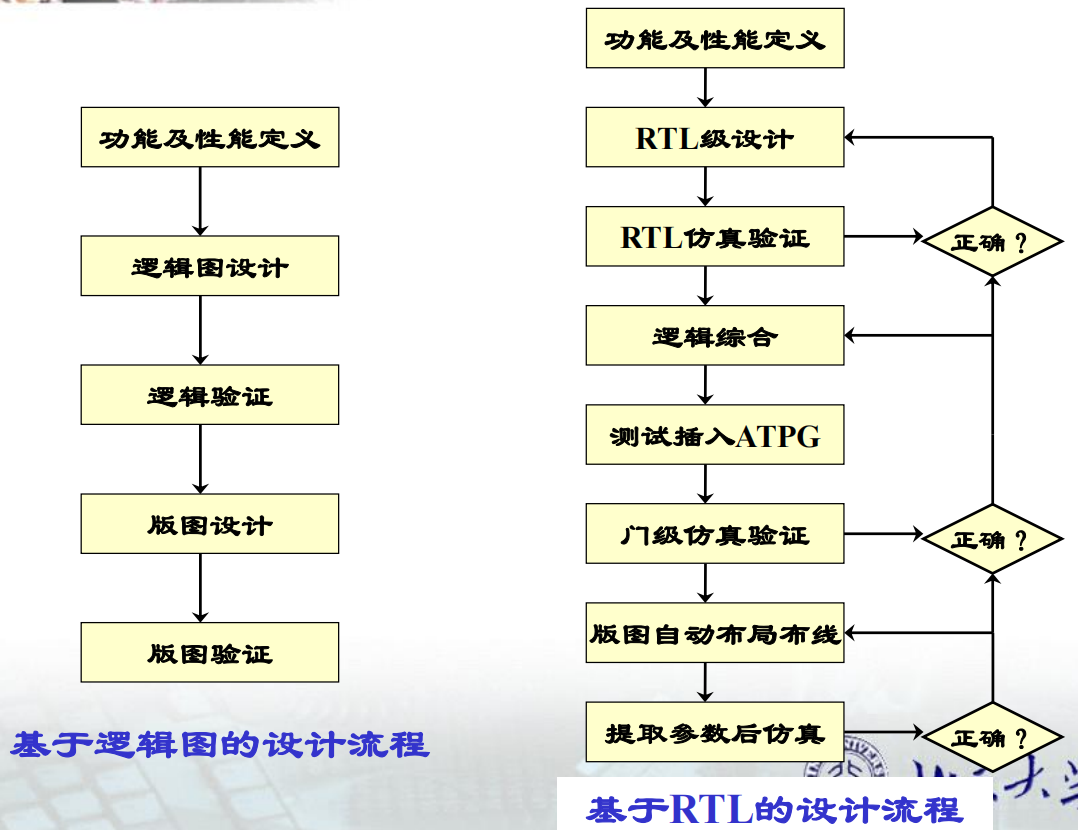 功能及性能定义
逻辑图设计
逻辑验证
版图设计
版图验证
基于逻辑图的设计流程
功能及性能定义
RTL级设计
RTL仿真验证
正确？
逻辑综合
测试插入ATPG
门级仿真验证
正确？
版图自动布局布线
提取参数后仿真
正确？
基于RTL的设计流程